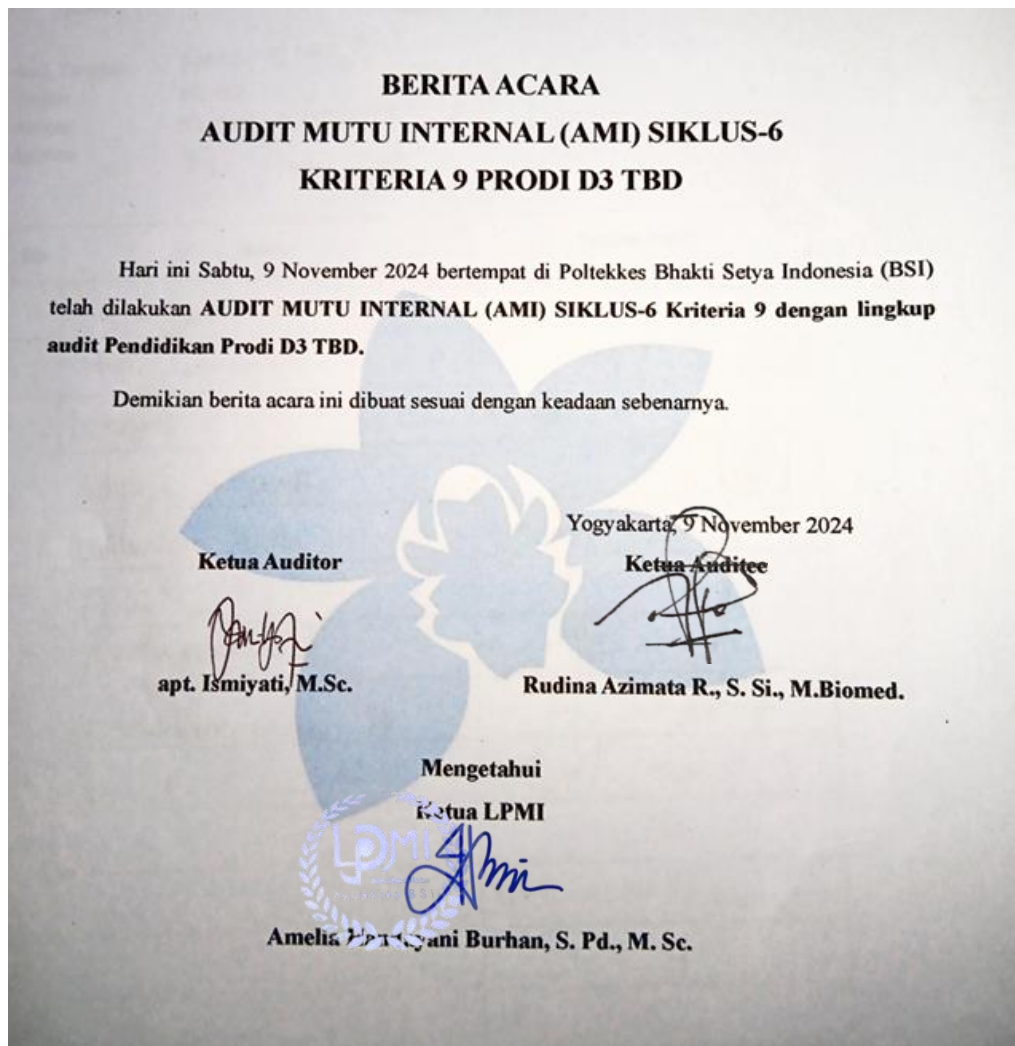 BERITA ACARA
AUDIT MUTU INTERNAL (AMI) SIKLUS-6
KRITERIA 9 PRODI D3 TBD
Hari ini Sabtu, 9 November 2024 bertempat di Poltekkes Bhakti Setya Indonesia (BSI)
telah dilakukan AUDIT MUTU INTERNAL (AMI) SIKLUS-6 Kriteria 9 dengan lingkup
audit Pendidikan Prodi D3 TBD.
Demikian berita acara ini dibuat sesuai dengan keadaan sebenarnya.
Yogyakarta, 9 November 2024
Ketua Auditor
Ketua Auditee
apt. Ismiyati, M.Sc.
Rudina Azimata R., S. Si., M.Biomed.
Mengetahui
Ketua LPMI
LPMI
Amelia Burhan, S. Pd., M. Sc.